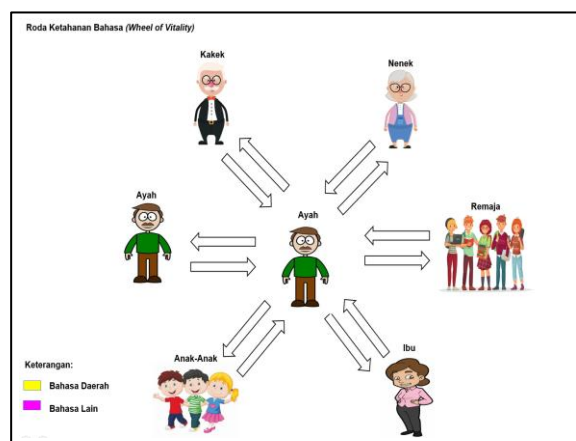 Roda Ketahanan Bahasa (Wheel of Vitality)
Kakek
Nenek
Ayah
Ayah
Remaja
Anak-Anak
Ibu
Keterangan:
Bahasa Daerah
Bahasa Lain